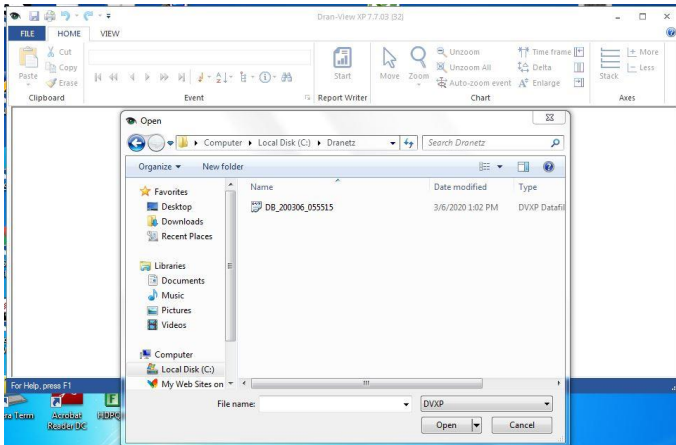 Dran-View XP 7.7.03 (32)
FILE HOME VIEW
Paste
Cut
Copy
Erase
Clipboard
Event
Start
Report Writer
Move
Zoom
Unzoom
Unzoom All
Auto-zoom event
Time frame
Delta
Enlarge
Chart
Stack
More
Less
Axes
Open
Computer Local Disk (C:) Dranetz
Search Dranetz
Organize New folder
Name Date modified Type
DB_200306_055515 3/6/2020 1:02 PM DVXP Datafil
Favorites
Desktop
Downloads
Recent Places
Libraries
Documents
Music
Pictures
Videos
Computer
Local Disk (C:)
My Web Sites on
File name:
DVXP
Open Cancel
For Help, press F1
era Term
Acrobat
Reader DC